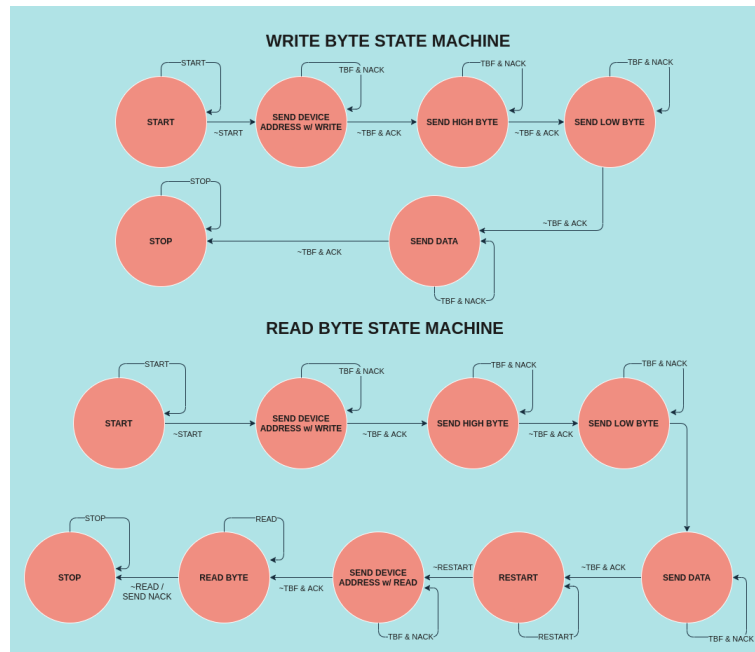 WRITE BYTE STATE MACHINE
START
TBF & NACK
TBF & NACK
TBF & NACK
START
SEND DEVICE
ADDRESS w/ WRITE
SEND HIGH BYTE
SEND LOW BYTE
~START
~TBF & ACK
~TBF & ACK
STOP
~TBF & ACK
STOP
SEND DATA
~TBF & ACK
TBF & NACK
READ BYTE STATE MACHINE
START
TBF & NACK
TBF & NACK
TBF & NACK
START
SEND DEVICE
ADDRESS w/ WRITE
SEND HIGH BYTE
SEND LOW BYTE
~START
~TBF & ACK
~TBF & ACK
STOP
READ
~RESTART
~TBF & ACK
STOP
READ BYTE
SEND DEVICE
ADDRESS w/ READ
RESTART
SEND DATA
~READ /
SEND NACK
~TBF & ACK
TBF & NACK
RESTART
TBF & NACK